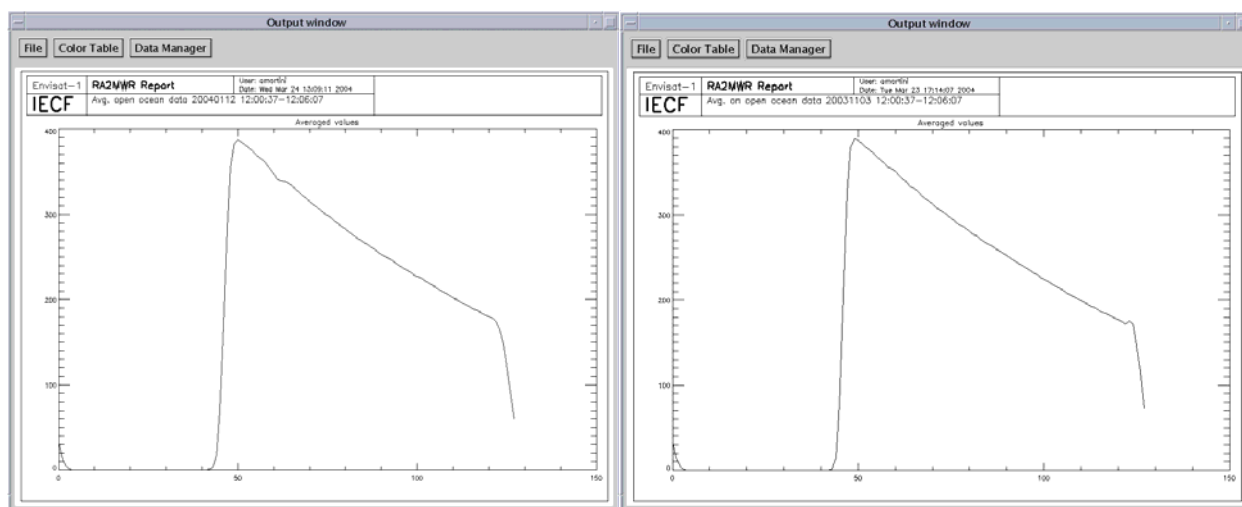 Output window
File Color Table Data Manager
Envisat-1 RA2MWR Report User: amartini
Date: Wed Mar 24 13:09:11 2004
IECF Avg. open ocean data 20040112 12:00:37-12:06:07
Averaged values
400
300
200
100
0
0 50 100 150
Output window
File Color Table Data Manager
Envisat-1 RA2MWR Report User: amartini
Date: Tue Mar 23 17:14:07 2004
IECF Avg. on open ocean data 20031103 12:00:37-12:06:07
Averaged values
400
300
200
100
0
0 50 100 150